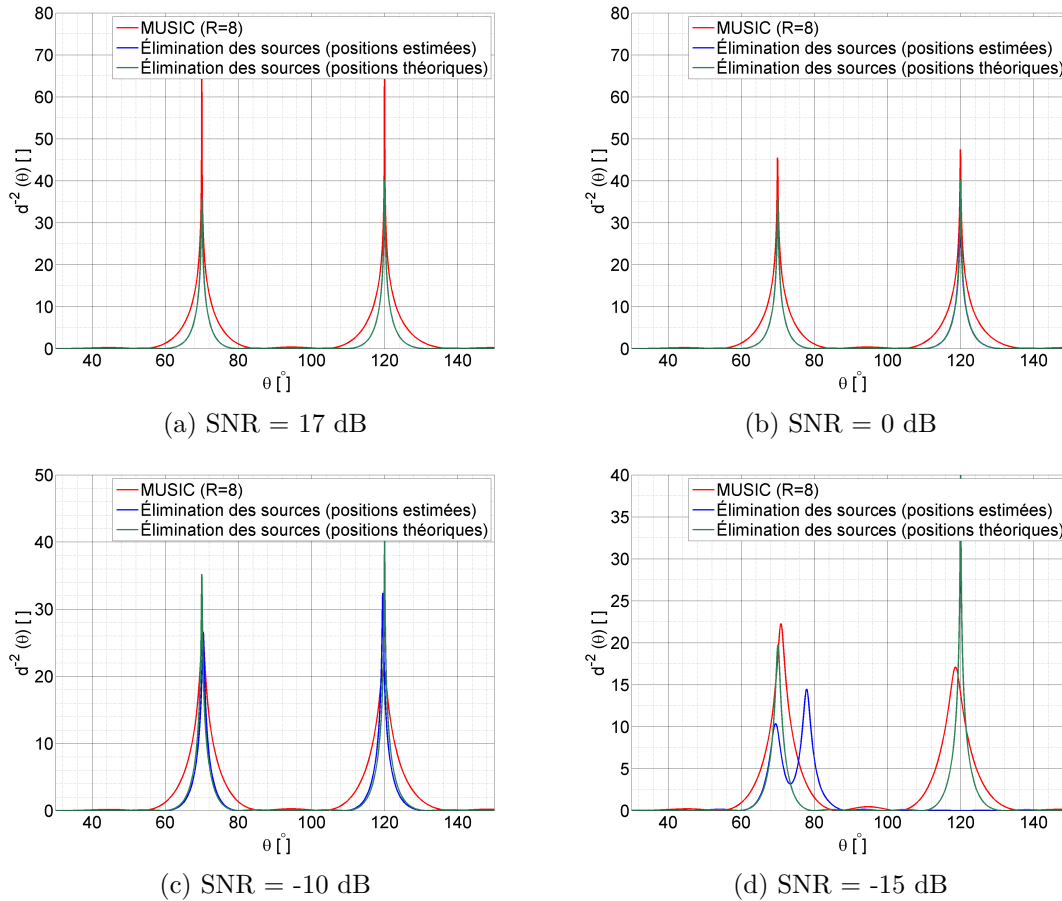 80
70
60
50
40
30
20
10
0
d⁻² (θ) [ ]
MUSIC (R=8)
Élimination des sources (positions estimées)
Élimination des sources (positions théoriques)
40 60 80 100 120 140
θ [°]
(a) SNR = 17 dB
80
70
60
50
40
30
20
10
0
d⁻² (θ) [ ]
MUSIC (R=8)
Élimination des sources (positions estimées)
Élimination des sources (positions théoriques)
40 60 80 100 120 140
θ [°]
(b) SNR = 0 dB
50
40
30
20
10
0
d⁻² (θ) [ ]
MUSIC (R=8)
Élimination des sources (positions estimées)
Élimination des sources (positions théoriques)
40 60 80 100 120 140
θ [°]
(c) SNR = -10 dB
40
35
30
25
20
15
10
5
0
d⁻² (θ) [ ]
MUSIC (R=8)
Élimination des sources (positions estimées)
Élimination des sources (positions théoriques)
40 60 80 100 120 140
θ [°]
(d) SNR = -15 dB